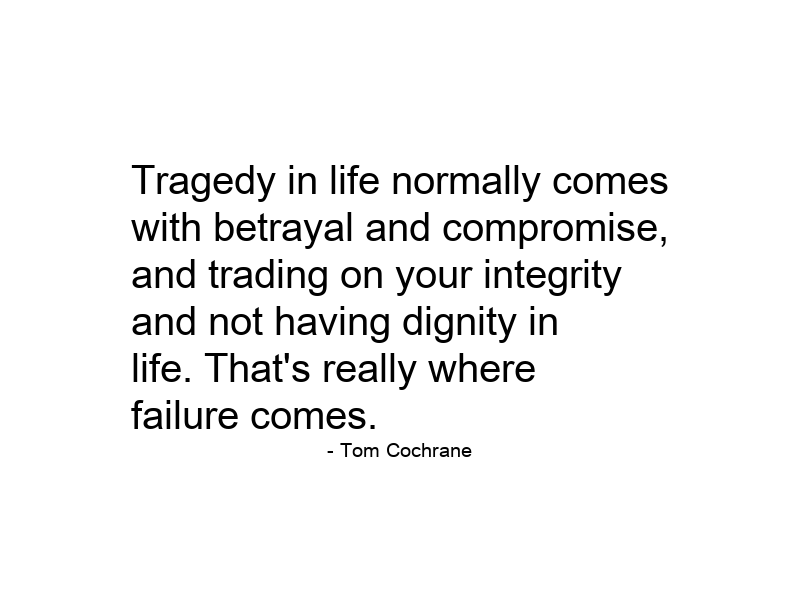 Tragedy in life normally comes
with betrayal and compromise,
and trading on your integrity
and not having dignity in
life. That's really where
failure comes.
- Tom Cochrane